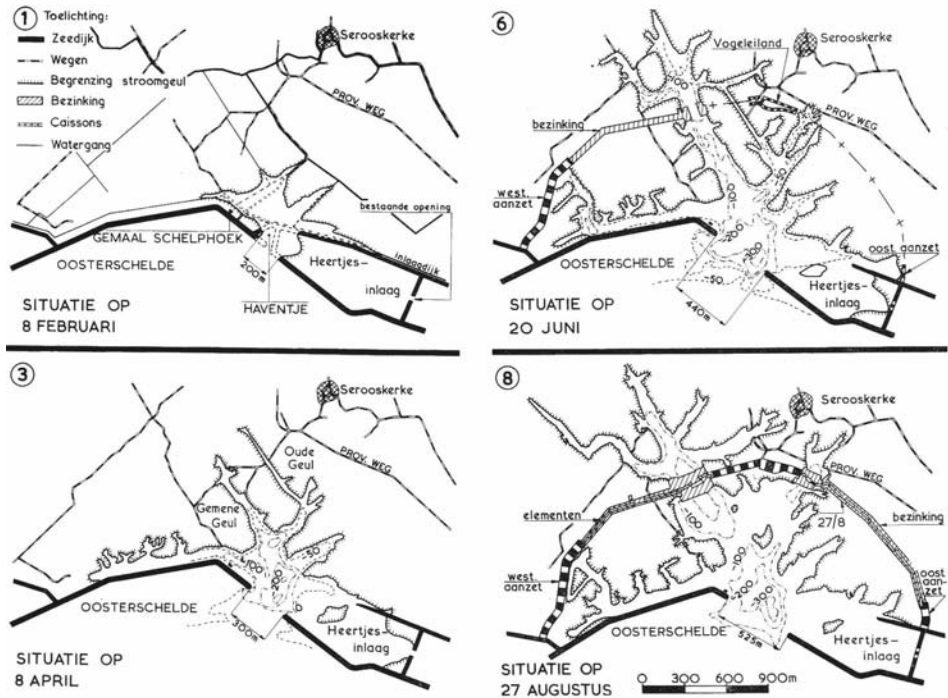 1
Toelichting:
Zeedijk
Wegen
Begrenzing stroomgeul
Bezinking
Caissons
Watergang
Serooskerke
PROV. WEG
bestaande opening
GEMAAL SCHELPHOEK
OOSTERSCHELDE
200m
HAVENTJE
Heertjes-
inlaag
Inlaagdijk
SITUATIE OP
8 FEBRUARI
6
Vogeleiland
Serooskerke
PROV. WEG
bezinking
west
aanzet
-100
-100
-50
-200
-300
-50
440m
OOSTERSCHELDE
oost aanzet
Heertjes-
inlaag
SITUATIE OP
20 JUNI
3
Serooskerke
Oude
Geul
PROV. WEG
Gemene
Geul
-50
-100
-200
300m
OOSTERSCHELDE
Heertjes-
inlaag
SITUATIE OP
8 APRIL
8
Serooskerke
PROV. WEG
elementen
-100
27/8
bezinking
west
aanzet
oost
aan-
zet
-100
-200
-300
525m
OOSTERSCHELDE
Heertjes-
inlaag
SITUATIE OP
27 AUGUSTUS
0 300 600 900m